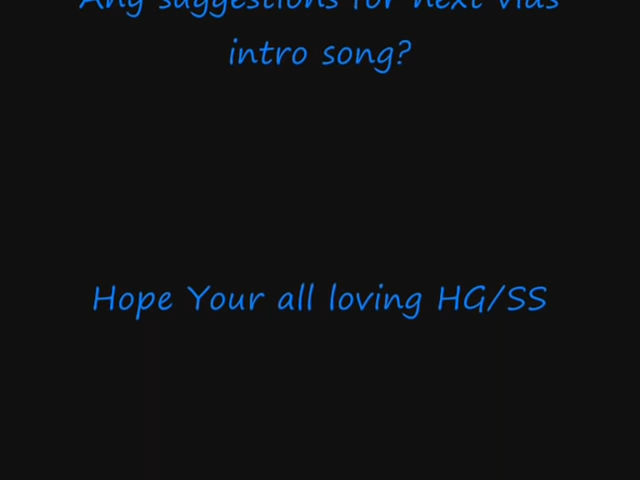 Any suggestions for next vids
intro song?
Hope Your all loving HG/SS